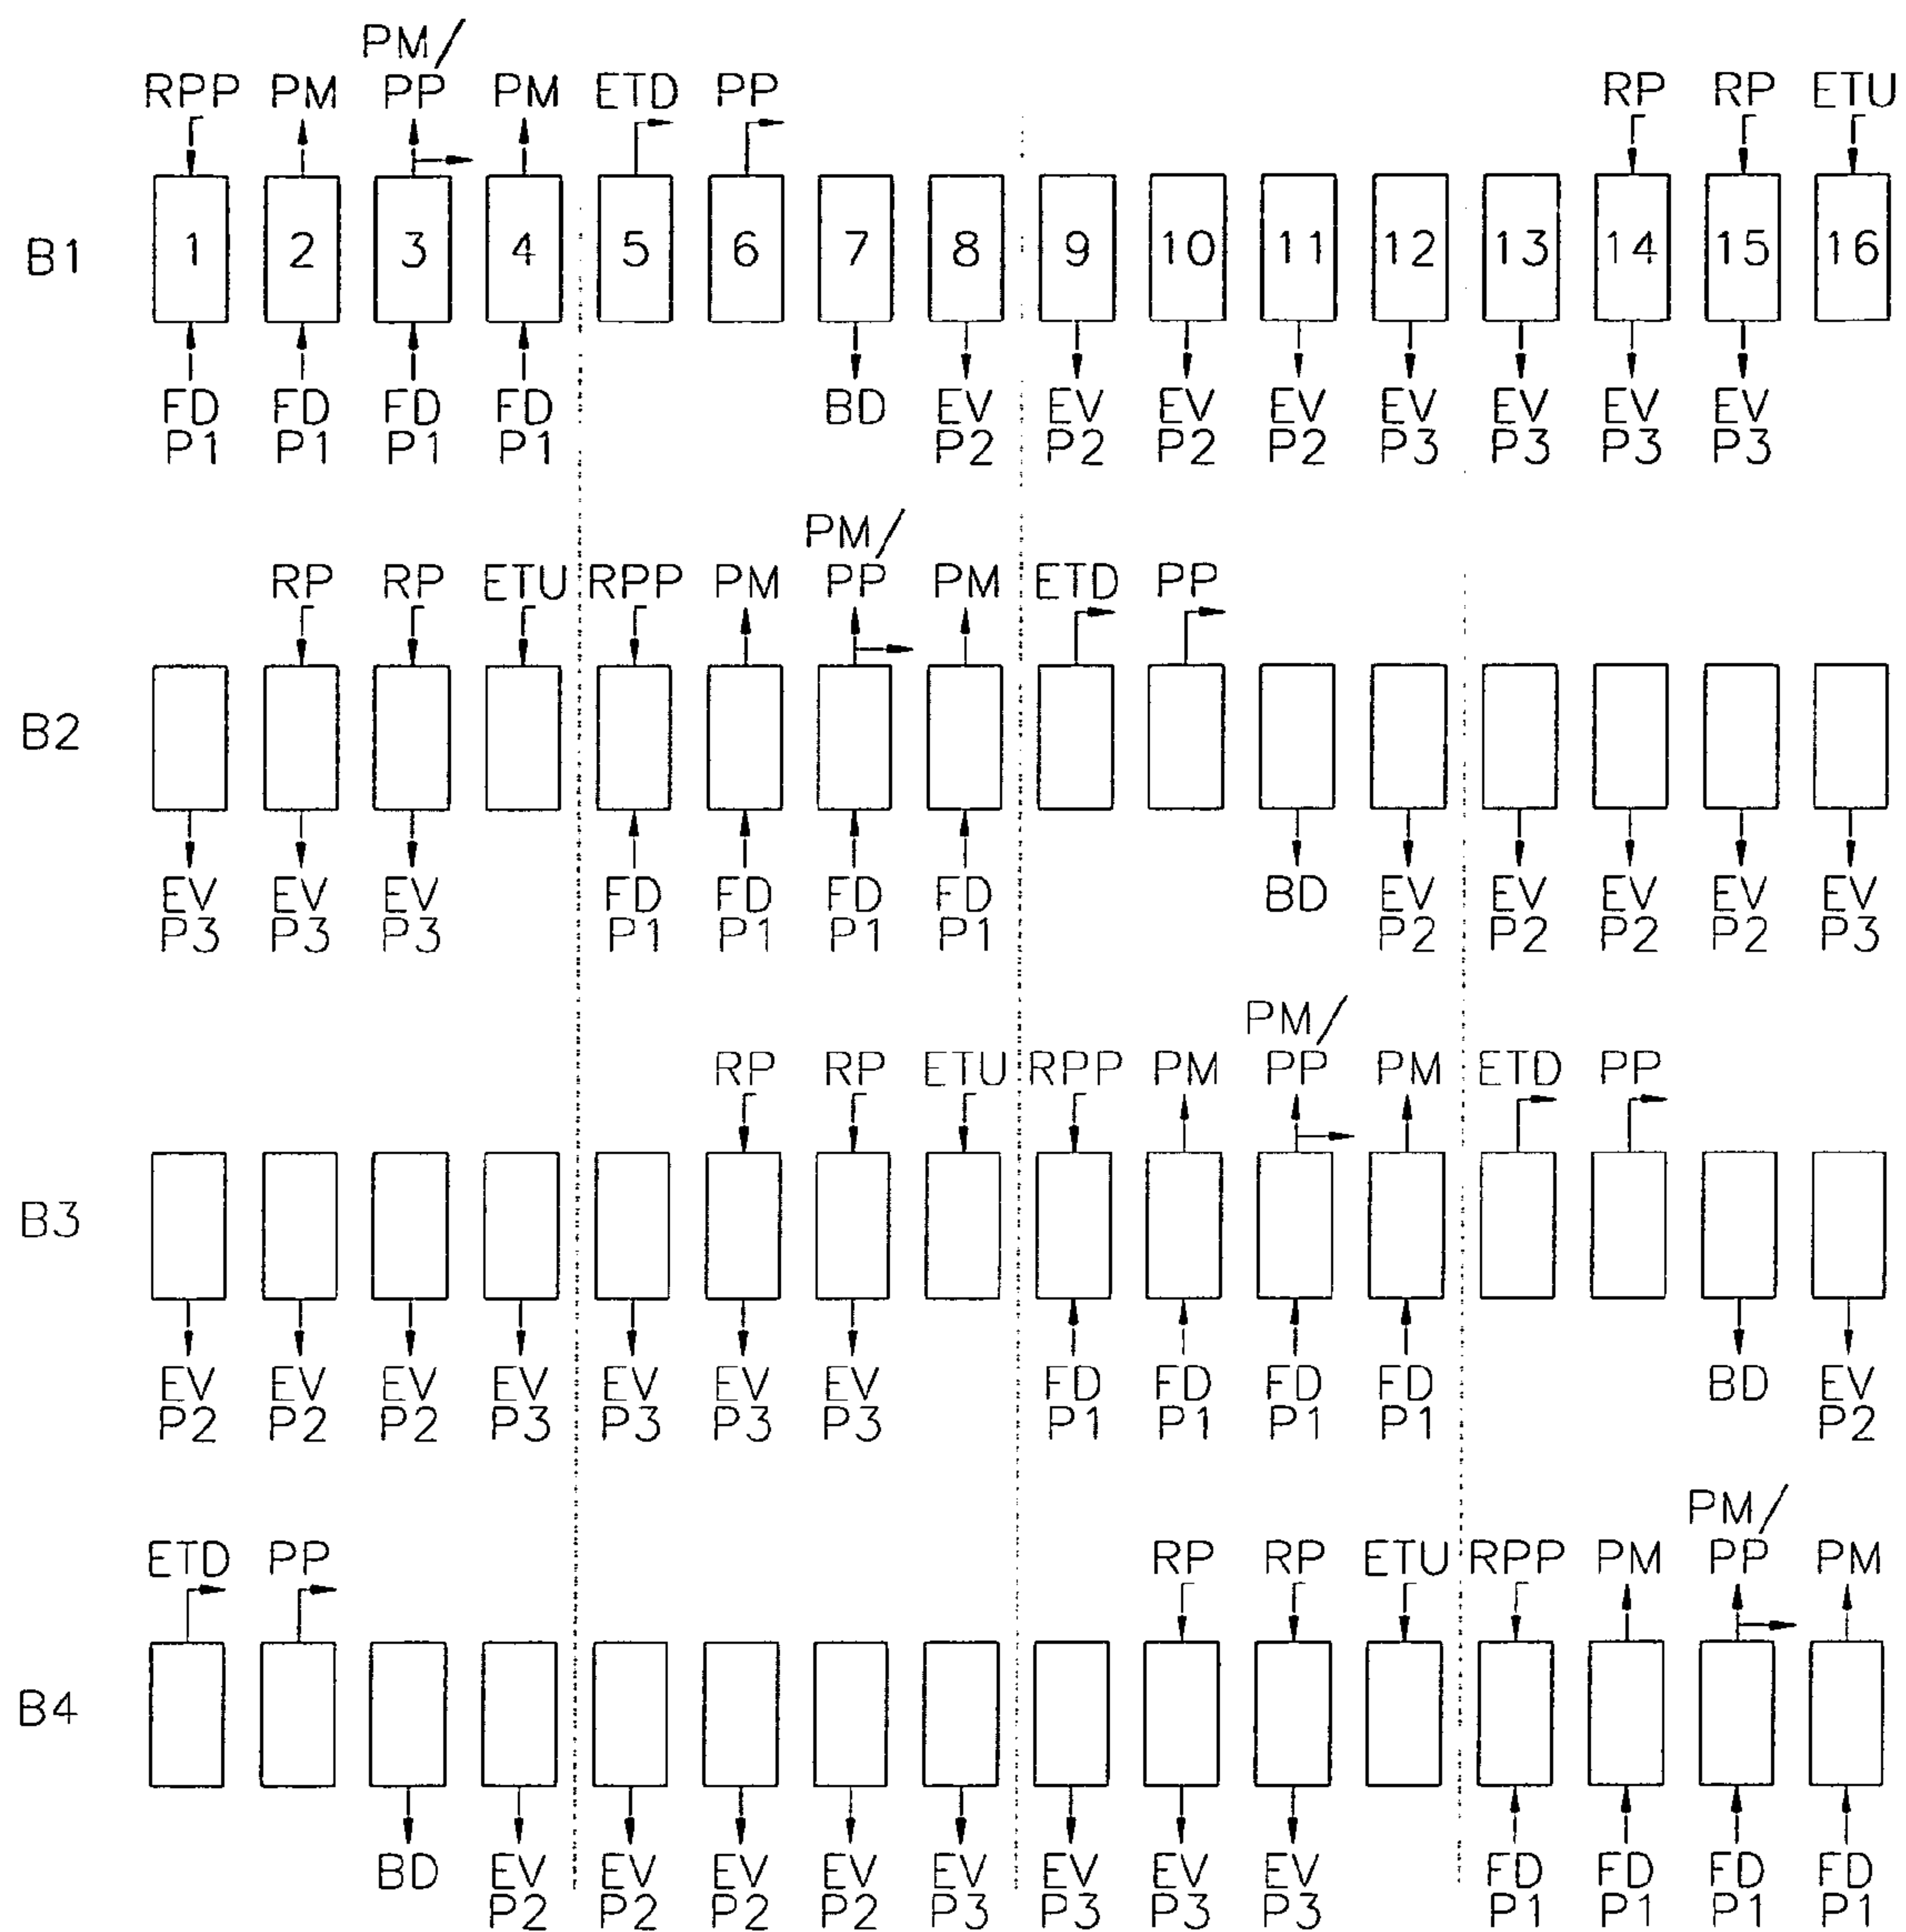 PM/
RPP PM PP PM ETD PP RP RP ETU
B1 1 2 3 4 5 6 7 8 9 10 11 12 13 14 15 16
FD FD FD FD BD EV EV EV EV EV EV EV EV
P1 P1 P1 P1 P2 P2 P2 P2 P3 P3 P3 P3
PM/
RP RP ETU RPP PM PP PM ETD PP
B2
EV EV EV FD FD FD FD BD EV EV EV EV EV
P3 P3 P3 P1 P1 P1 P1 P2 P2 P2 P2 P3
PM/
RP RP ETU RPP PM PP PM ETD PP
B3
EV EV EV EV EV EV EV FD FD FD FD BD EV
P2 P2 P2 P3 P3 P3 P3 P1 P1 P1 P1 P2
PM/
ETD PP RP RP ETU RPP PM PP PM
B4
BD EV EV EV EV EV EV EV EV FD FD FD FD
P2 P2 P2 P2 P3 P3 P3 P3 P1 P1 P1 P1